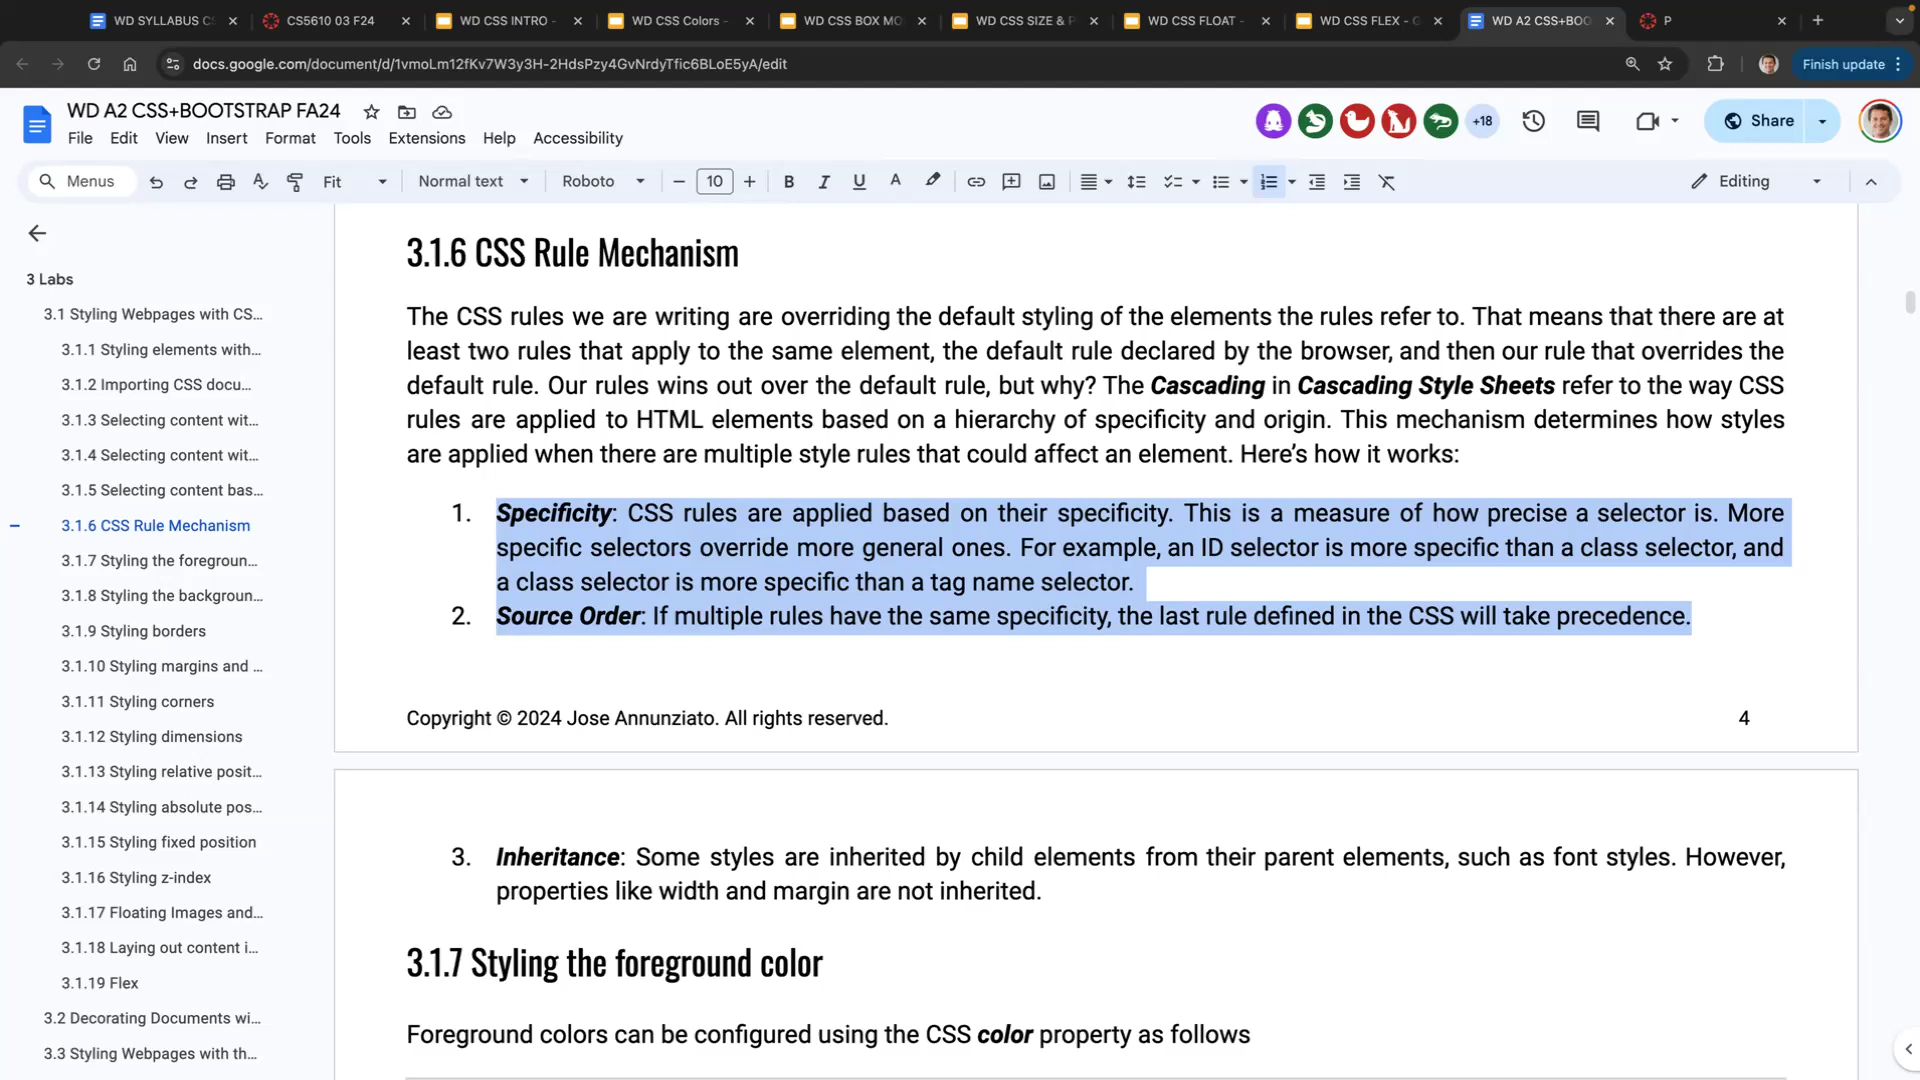 WD SYLLABUS CS
CS5610 03 F24
WD CSS INTRO -
WD CSS Colors -
WD CSS BOX MO
WD CSS SIZE & P
WD CSS FLOAT -
WD CSS FLEX - G
WD A2 CSS+BOO
P
docs.google.com/document/d/1vmoLm12fKv7W3y3H-2HdsPzy4GvNrdyTfic6BLoE5yA/edit
Finish update
WD A2 CSS+BOOTSTRAP FA24
File Edit View Insert Format Tools Extensions Help Accessibility
+18
Share
Menus
Fit
Normal text
Roboto
10
Editing
3 Labs
3.1 Styling Webpages with CS...
3.1.1 Styling elements with...
3.1.2 Importing CSS docu...
3.1.3 Selecting content wit...
3.1.4 Selecting content wit...
3.1.5 Selecting content bas...
3.1.6 CSS Rule Mechanism
3.1.7 Styling the foregroun...
3.1.8 Styling the backgroun...
3.1.9 Styling borders
3.1.10 Styling margins and ...
3.1.11 Styling corners
3.1.12 Styling dimensions
3.1.13 Styling relative posit...
3.1.14 Styling absolute pos...
3.1.15 Styling fixed position
3.1.16 Styling z-index
3.1.17 Floating Images and...
3.1.18 Laying out content i...
3.1.19 Flex
3.2 Decorating Documents wi...
3.3 Styling Webpages with th...
3.1.6 CSS Rule Mechanism
The CSS rules we are writing are overriding the default styling of the elements the rules refer to. That means that there are at
least two rules that apply to the same element, the default rule declared by the browser, and then our rule that overrides the
default rule. Our rules wins out over the default rule, but why? The Cascading in Cascading Style Sheets refer to the way CSS
rules are applied to HTML elements based on a hierarchy of specificity and origin. This mechanism determines how styles
are applied when there are multiple style rules that could affect an element. Here's how it works:
1. Specificity: CSS rules are applied based on their specificity. This is a measure of how precise a selector is. More
specific selectors override more general ones. For example, an ID selector is more specific than a class selector, and
a class selector is more specific than a tag name selector.
2. Source Order: If multiple rules have the same specificity, the last rule defined in the CSS will take precedence.
Copyright © 2024 Jose Annunziato. All rights reserved. 4
3. Inheritance: Some styles are inherited by child elements from their parent elements, such as font styles. However,
properties like width and margin are not inherited.
3.1.7 Styling the foreground color
Foreground colors can be configured using the CSS color property as follows